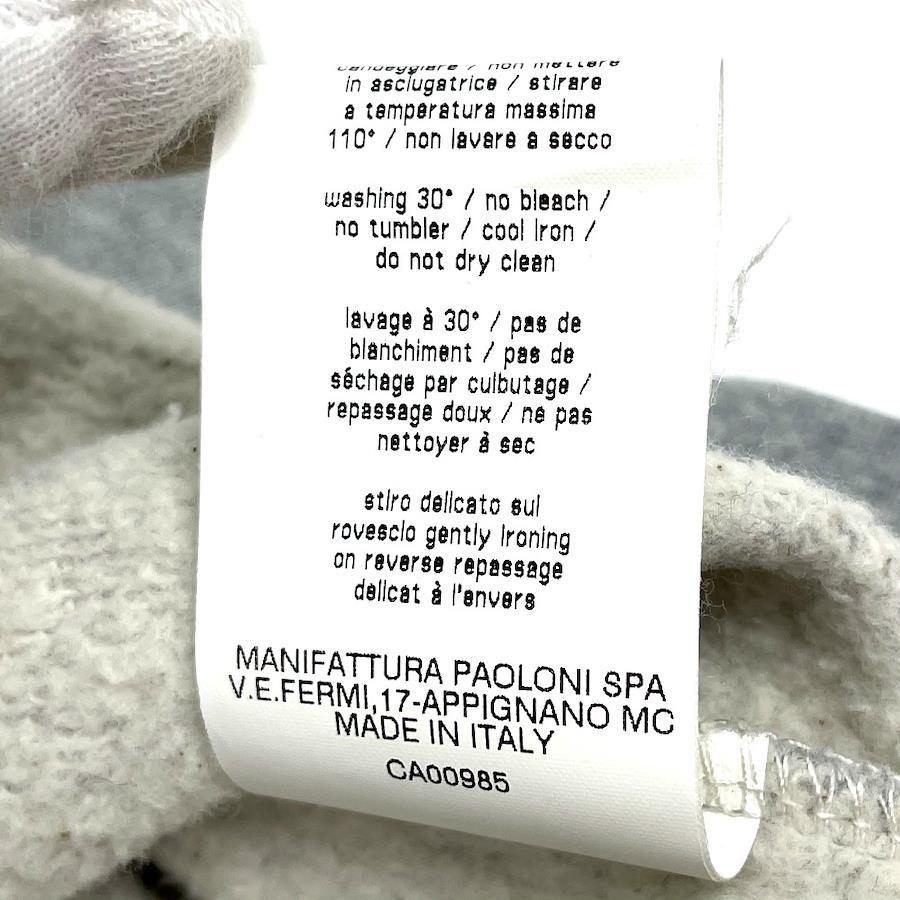 candeggiare / non mettere
in asciugatrice / stirare
a temperatura massima
110° / non lavare a secco
washing 30° / no bleach /
no tumbler / cool iron /
do not dry clean
lavage à 30° / pas de
blanchiment / pas de
séchage par culbutage /
repassage doux / ne pas
nettoyer à sec
stiro delicato sul
rovescio gently ironing
on reverse repassage
delicat à l'envers
MANIFATTURA PAOLONI SPA
V.E.FERMI,17-APPIGNANO MC
MADE IN ITALY
CA00985